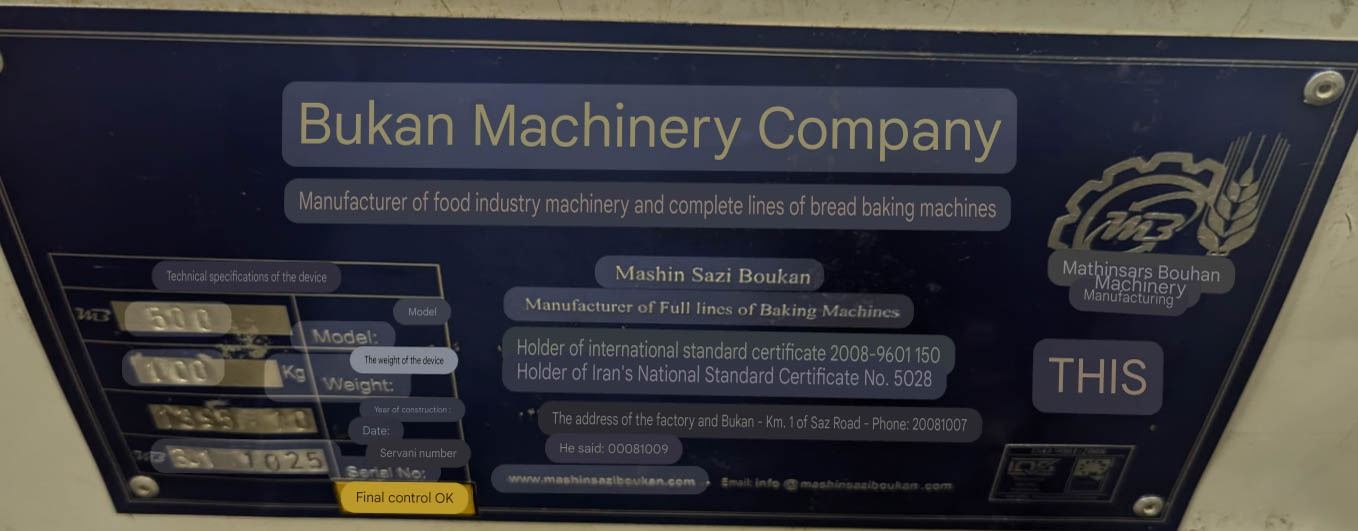 Bukan Machinery Company
Manufacturer of food industry machinery and complete lines of bread baking machines
MB
Mathinsars Bouhan
Machinery
Manufacturing
THIS
Technical specifications of the device
MB 500
Model
Model:
100 Kg
The weight of the device
Weight:
1395 10
Year of construction :
Date:
1025
Servani number
Serial No:
Final control OK
Mashin Sazi Boukan
Manufacturer of Full lines of Baking Machines
Holder of international standard certificate 2008-9601 150
Holder of Iran's National Standard Certificate No. 5028
The address of the factory and Bukan - Km. 1 of Saz Road - Phone: 20081007
He said: 00081009
www.mashinsaziboukan.com • Email: info @mashinsaziboukan.com